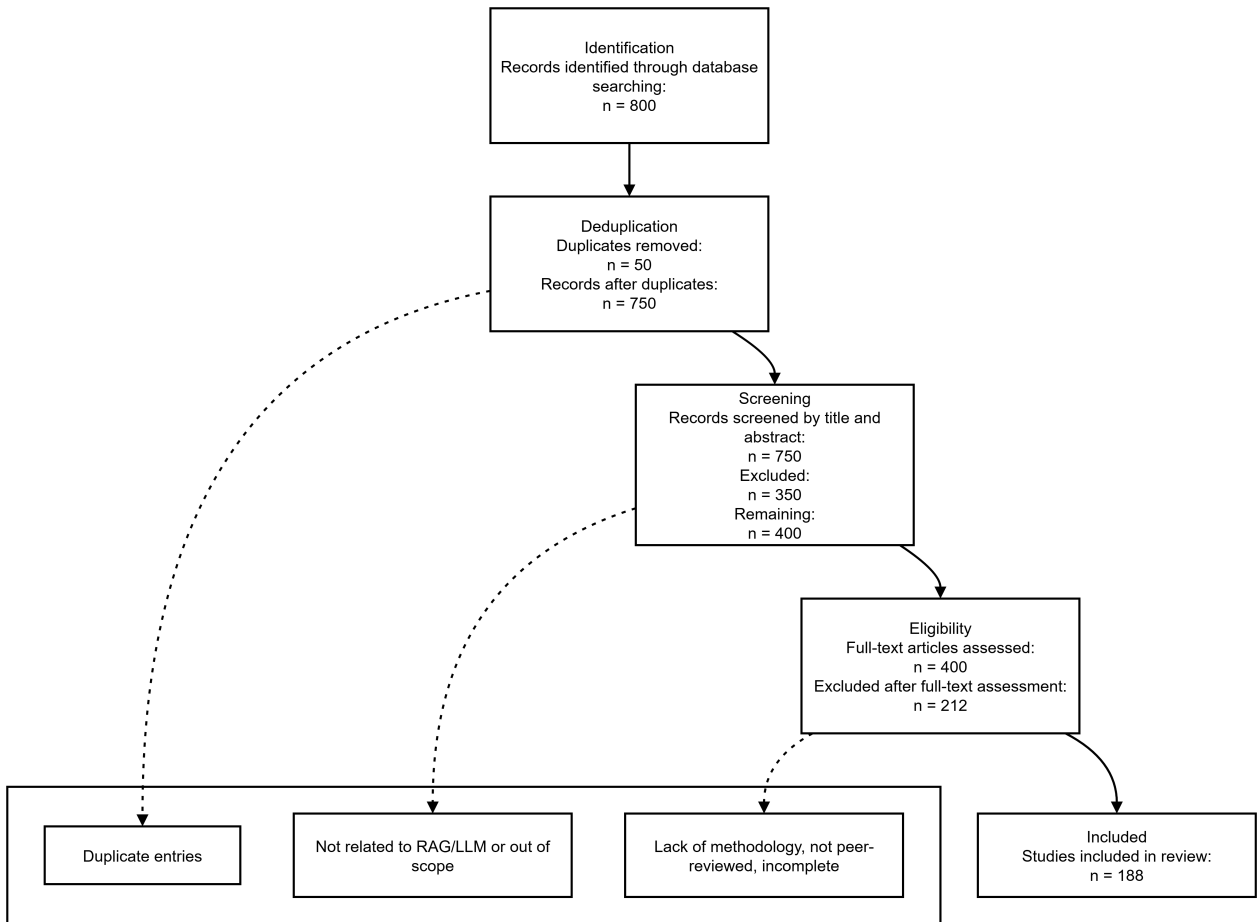 Identification
Records identified through database
searching:
n = 800
Deduplication
Duplicates removed:
n = 50
Records after duplicates:
n = 750
Screening
Records screened by title and
abstract:
n = 750
Excluded:
n = 350
Remaining:
n = 400
Eligibility
Full-text articles assessed:
n = 400
Excluded after full-text assessment:
n = 212
Duplicate entries
Not related to RAG/LLM or out of
scope
Lack of methodology, not peer-
reviewed, incomplete
Included
Studies included in review:
n = 188